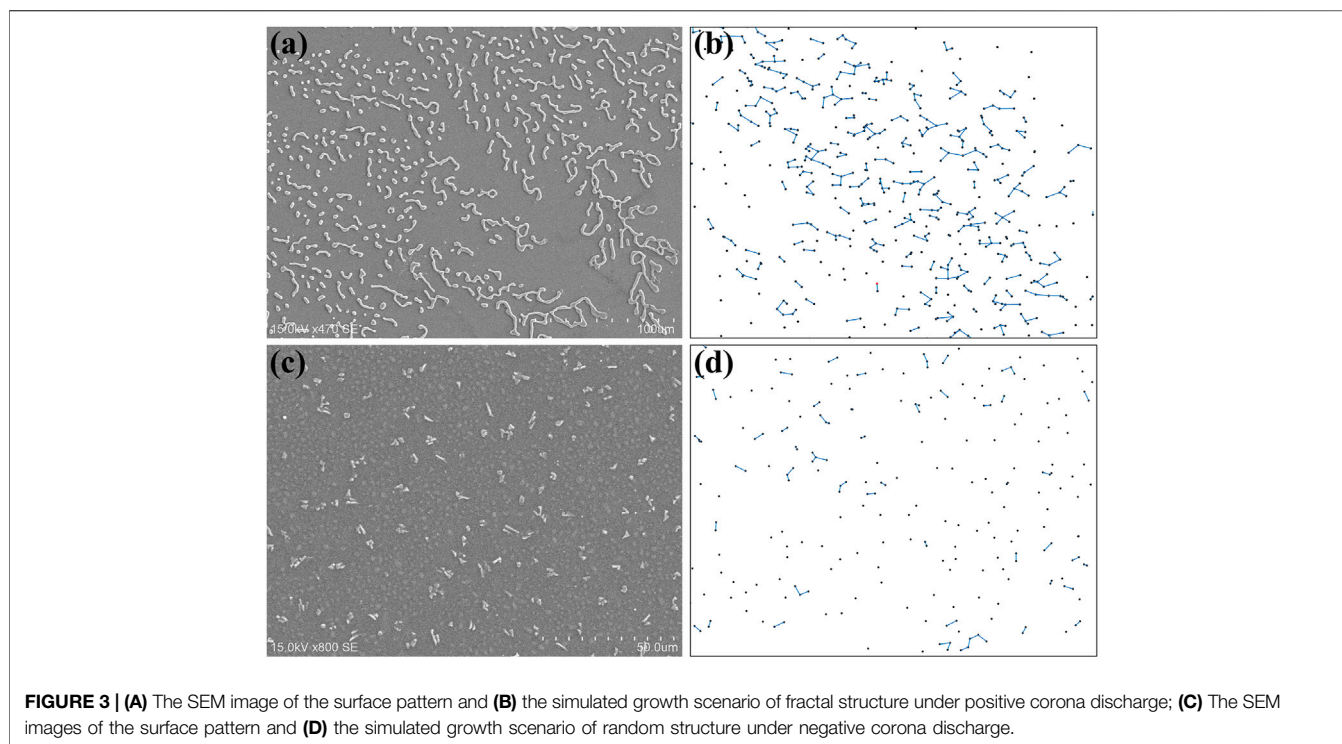 (a)
(b)
15.0kV x470 SE
100um
(c)
(d)
15.0kV x800 SE
50.0um
FIGURE 3 | (A) The SEM image of the surface pattern and (B) the simulated growth scenario of fractal structure under positive corona discharge; (C) The SEM
images of the surface pattern and (D) the simulated growth scenario of random structure under negative corona discharge.